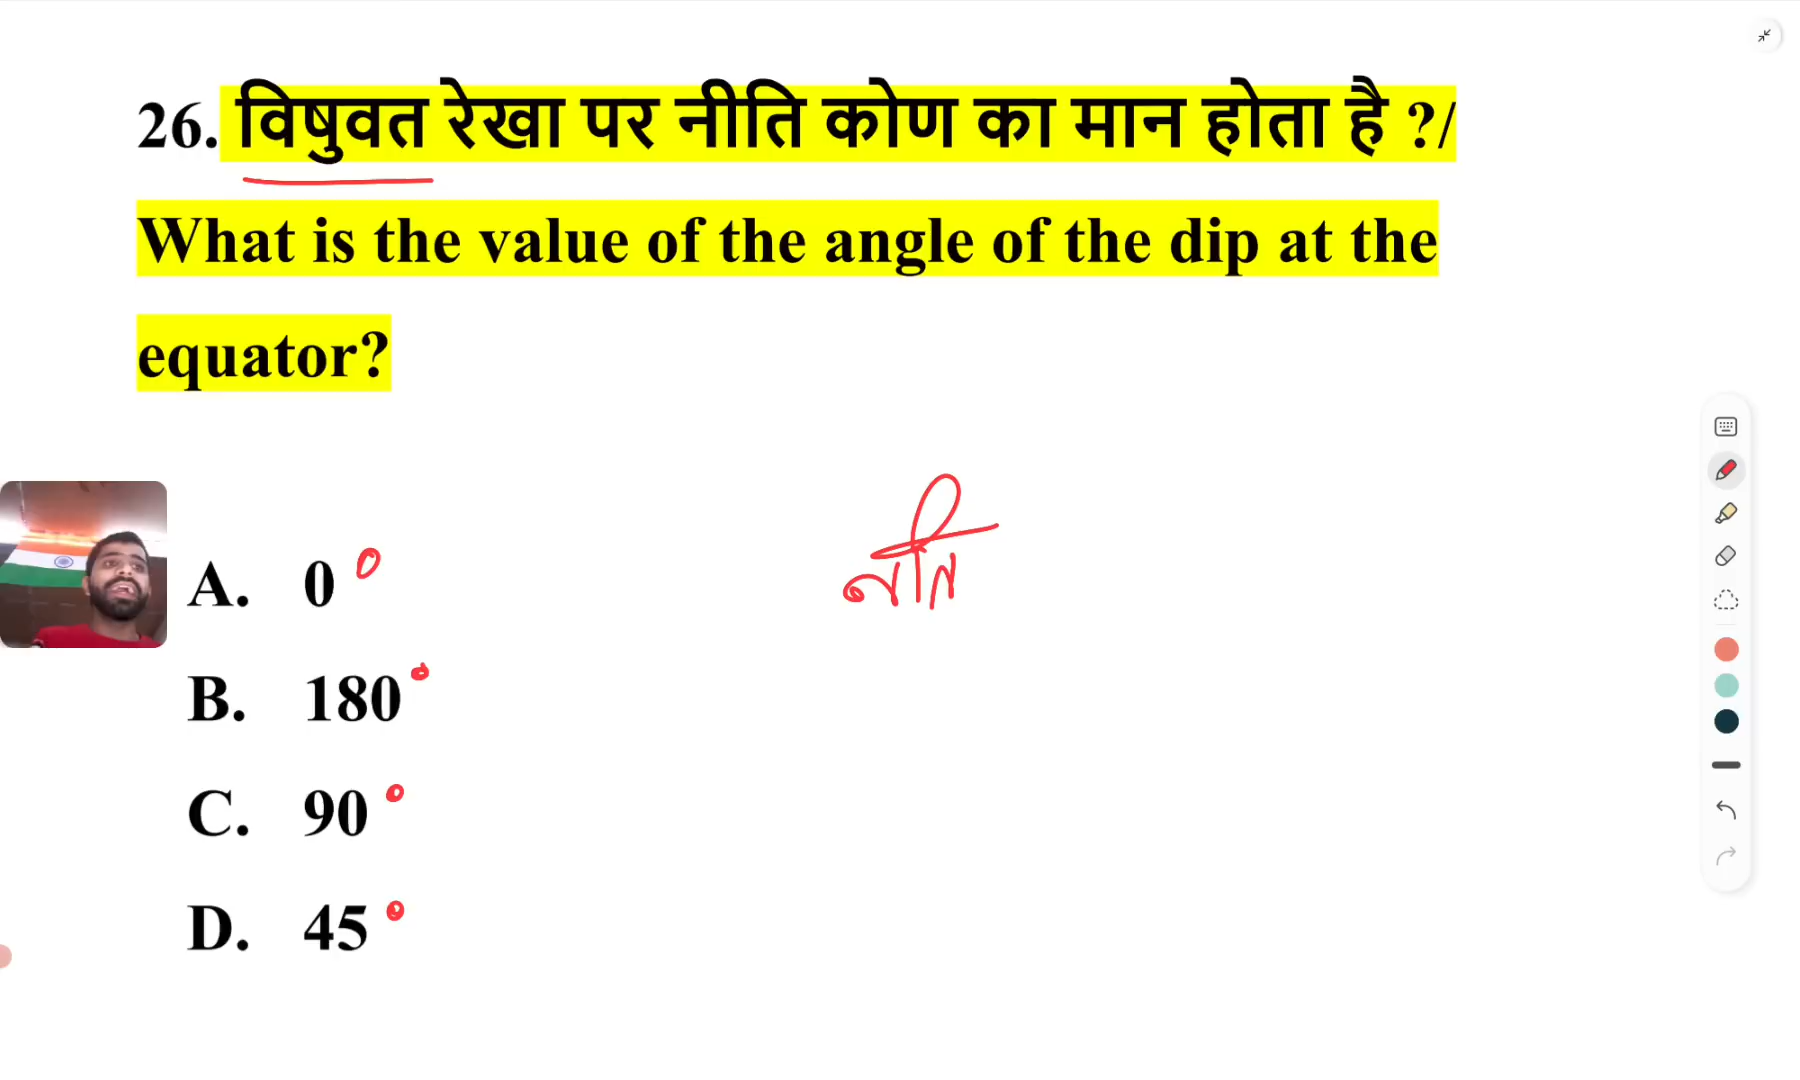 26. विषुवत रेखा पर नीति कोण का मान होता है ?/
What is the value of the angle of the dip at the
equator?
नति
A. 0°
B. 180°
C. 90°
D. 45°